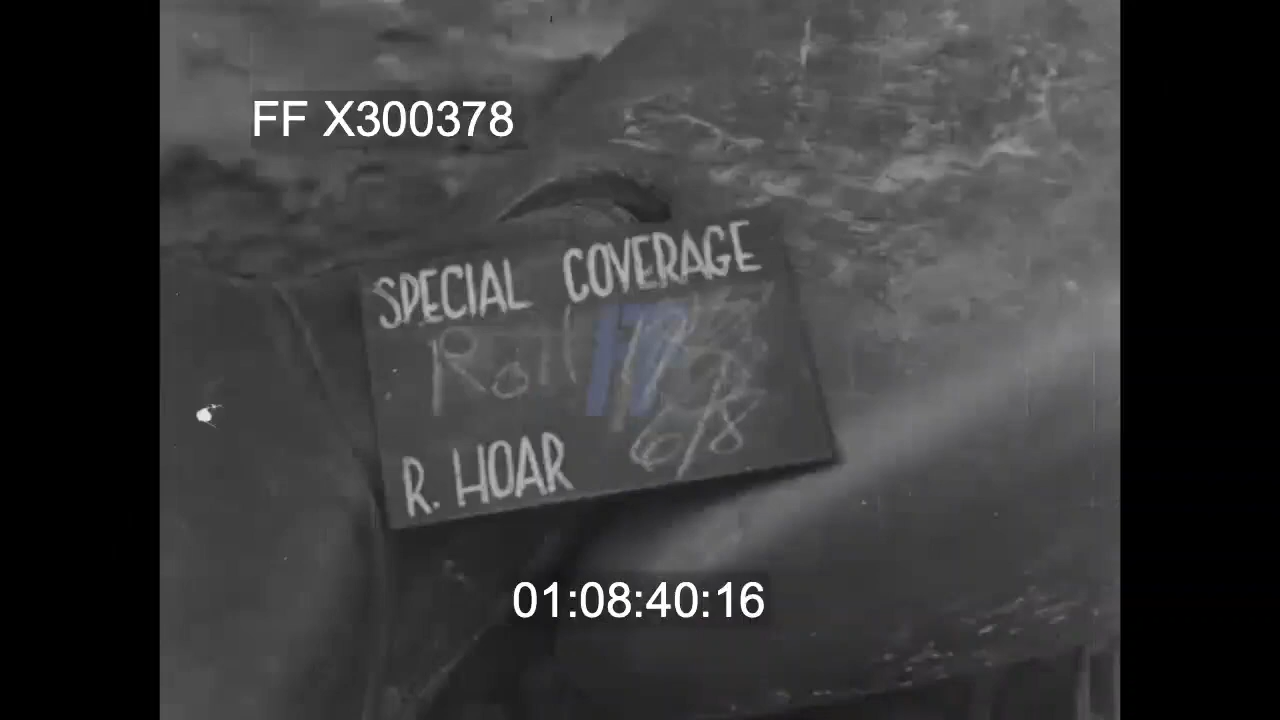 FF X300378
SPECIAL COVERAGE
Roll
R. HOAR 6/8
01:08:40:16